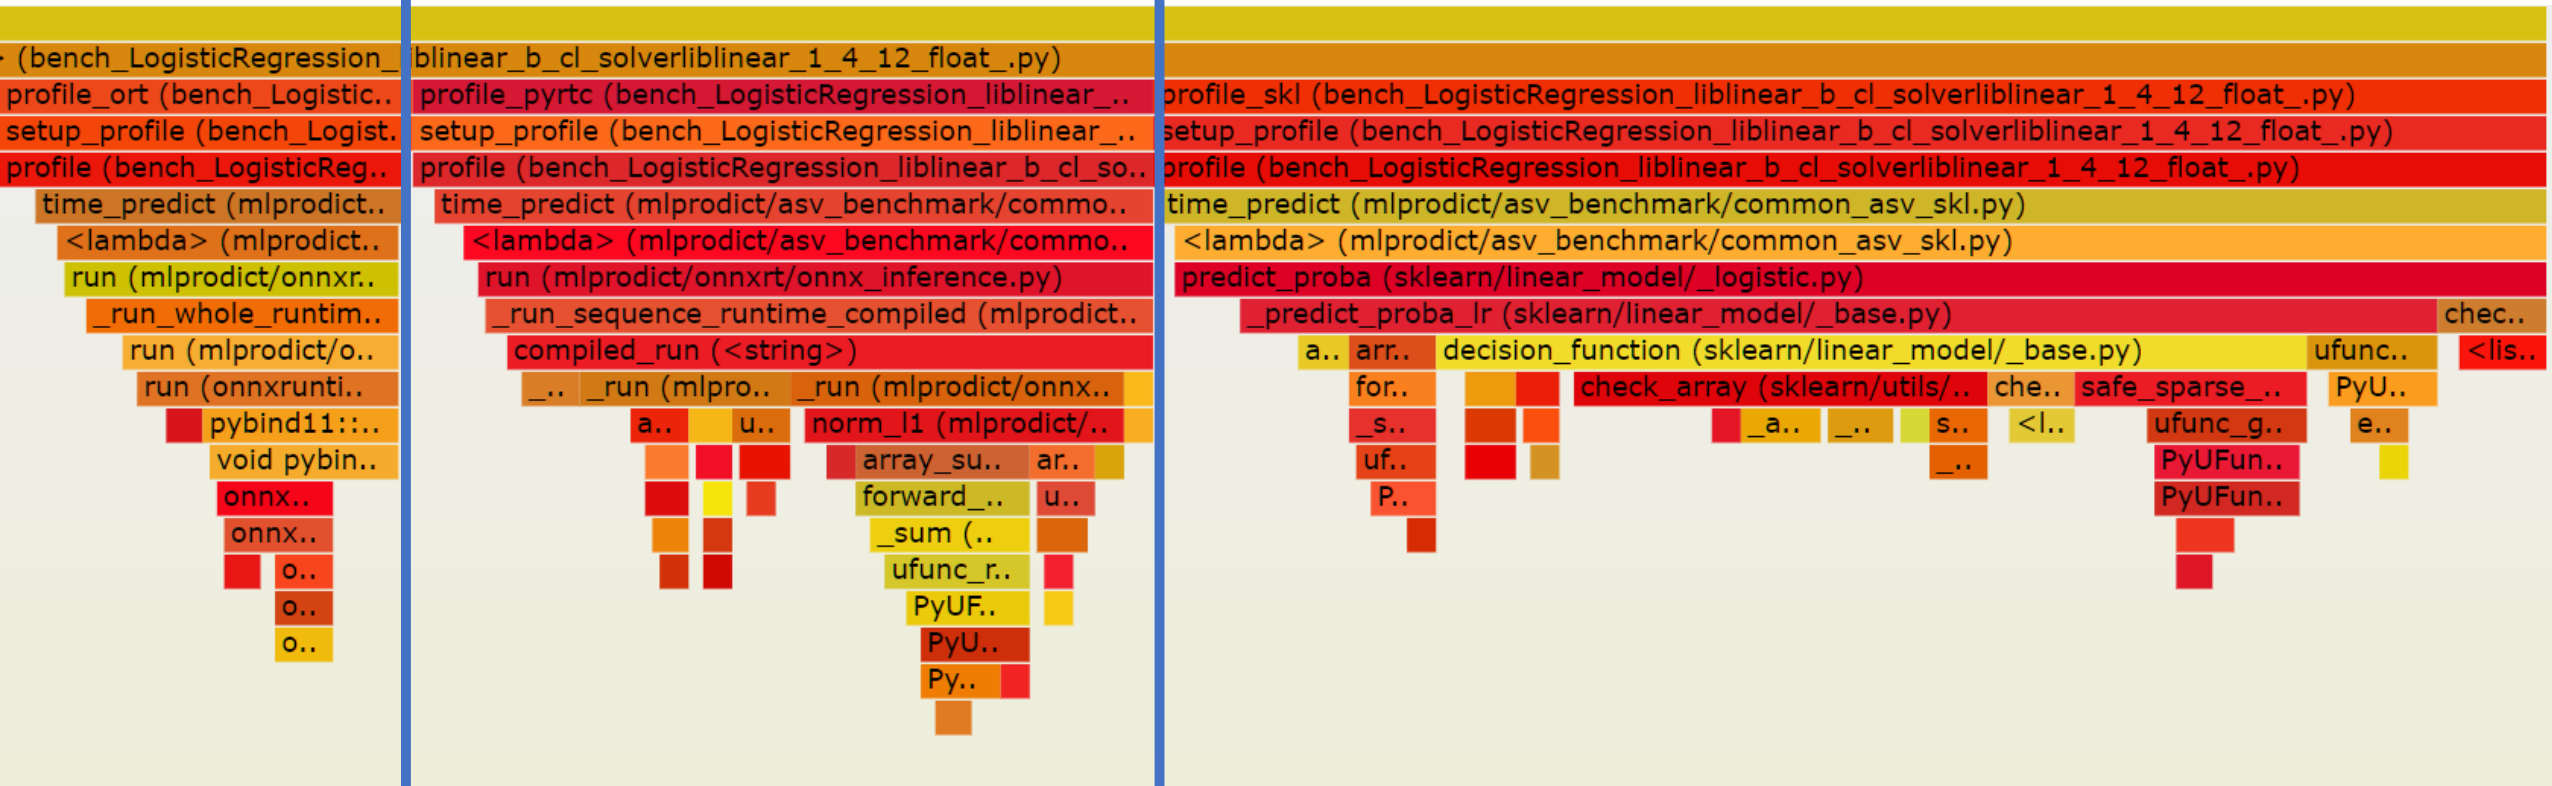 > (bench_LogisticRegression_iblinear_b_cl_solverliblinear_1_4_12_float_.py)
profile_ort (bench_Logistic.. profile_pyrtc (bench_LogisticRegression_liblinear_.. profile_skl (bench_LogisticRegression_liblinear_b_cl_solverliblinear_1_4_12_float_.py)
setup_profile (bench_Logist. setup_profile (bench_LogisticRegression_liblinear_.. setup_profile (bench_LogisticRegression_liblinear_b_cl_solverliblinear_1_4_12_float_.py)
profile (bench_LogisticReg.. profile (bench_LogisticRegression_liblinear_b_cl_so.. profile (bench_LogisticRegression_liblinear_b_cl_solverliblinear_1_4_12_float_.py)
time_predict (mlprodict.. time_predict (mlprodict/asv_benchmark/commo.. time_predict (mlprodict/asv_benchmark/common_asv_skl.py)
<lambda> (mlprodict.. <lambda> (mlprodict/asv_benchmark/commo.. <lambda> (mlprodict/asv_benchmark/common_asv_skl.py)
run (mlprodict/onnxr.. run (mlprodict/onnxrt/onnx_inference.py) predict_proba (sklearn/linear_model/_logistic.py)
_run_whole_runtim.. _run_sequence_runtime_compiled (mlprodict.. _predict_proba_lr (sklearn/linear_model/_base.py) chec..
run (mlprodict/o.. compiled_run (<string>) a.. arr.. decision_function (sklearn/linear_model/_base.py) ufunc.. <lis..
run (onnxrunti.. _.. _run (mlpro.. _run (mlprodict/onnx.. for.. check_array (sklearn/utils/.. che.. safe_sparse_.. PyU..
pybind11::.. a.. u.. norm_l1 (mlprodict/.. _s.. _a.. _.. s.. <l.. ufunc_g.. e..
void pybin.. array_su.. ar.. uf.. _.. PyUFun..
onnx.. forward_.. u.. P.. PyUFun..
onnx.. _sum (..
o.. ufunc_r..
o.. PyUF..
o.. PyU..
Py..